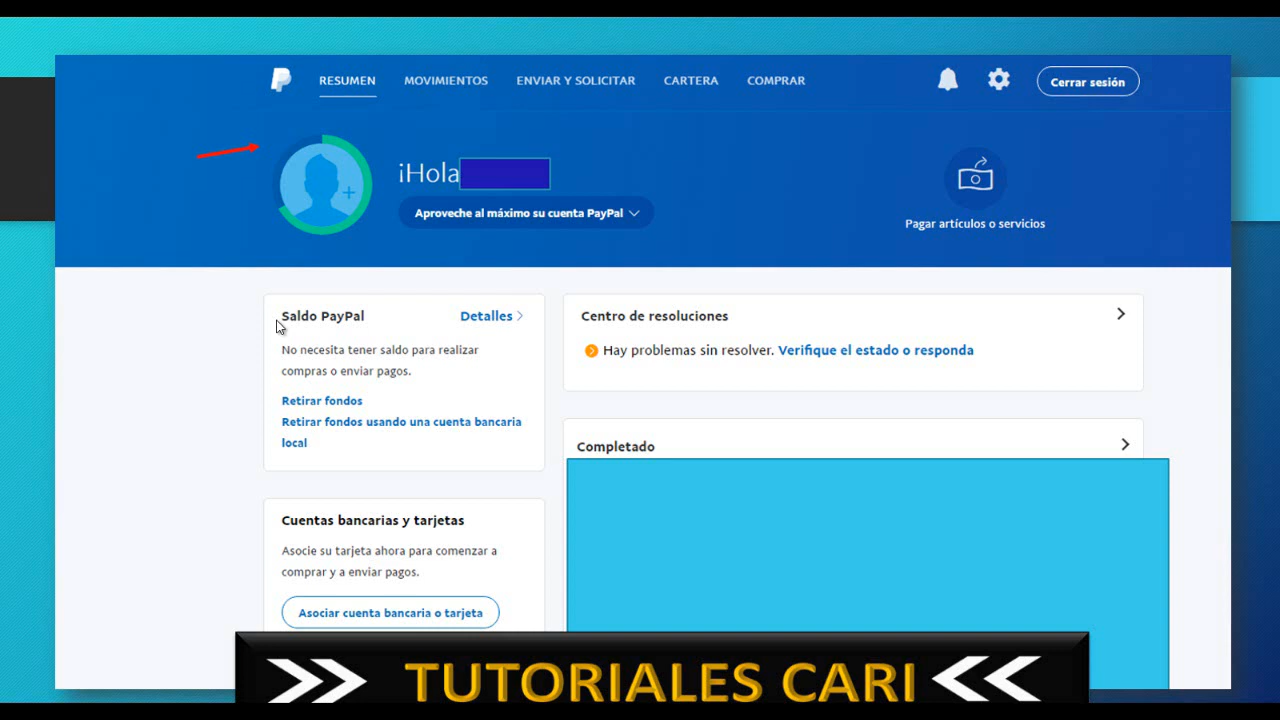 RESUMEN MOVIMIENTOS ENVIAR Y SOLICITAR CARTERA COMPRAR Cerrar sesión
¡Hola
Aproveche al máximo su cuenta PayPal
Pagar artículos o servicios
Saldo PayPal Detalles
No necesita tener saldo para realizar
compras o enviar pagos.
Retirar fondos
Retirar fondos usando una cuenta bancaria
local
Centro de resoluciones
Hay problemas sin resolver. Verifique el estado o responda
Completado
Cuentas bancarias y tarjetas
Asocie su tarjeta ahora para comenzar a
comprar y a enviar pagos.
Asociar cuenta bancaria o tarjeta
TUTORIALES CARI